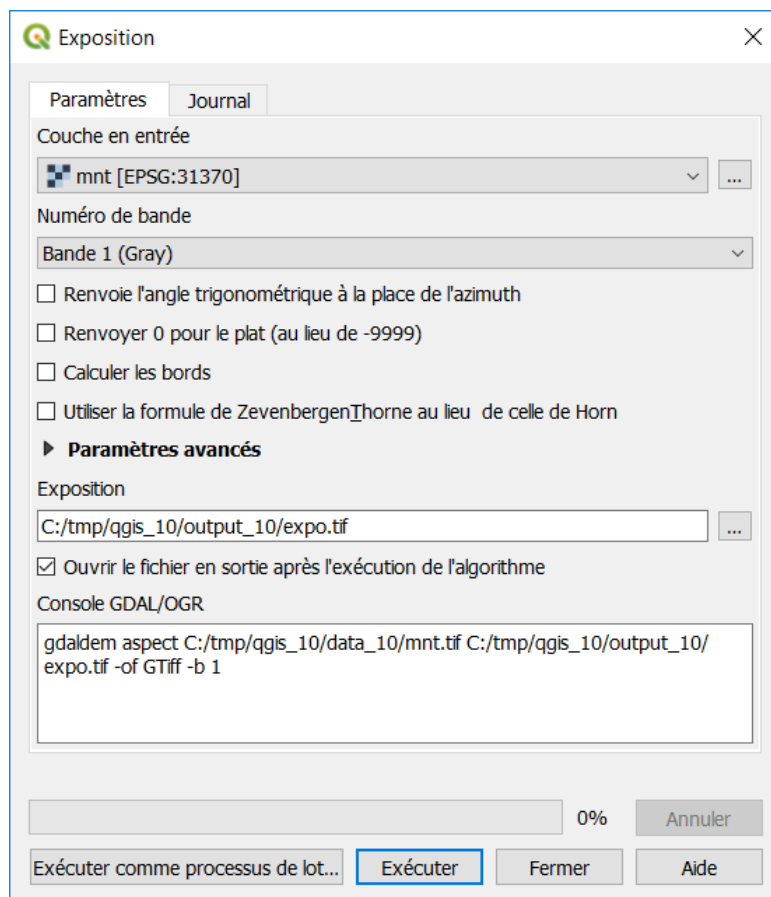 Exposition
Paramètres
Journal
Couche en entrée
mnt [EPSG:31370]
...
Numéro de bande
Bande 1 (Gray)
Renvoie l'angle trigonométrique à la place de l'azimuth
Renvoyer 0 pour le plat (au lieu de -9999)
Calculer les bords
Utiliser la formule de ZevenbergenThorne au lieu  de celle de Horn
Paramètres avancés
Exposition
C:/tmp/qgis_10/output_10/expo.tif
...
Ouvrir le fichier en sortie après l'exécution de l'algorithme
Console GDAL/OGR
gdaldem aspect C:/tmp/qgis_10/data_10/mnt.tif C:/tmp/qgis_10/output_10/
expo.tif -of GTiff -b 1
0%
Annuler
Exécuter comme processus de lot...
Exécuter
Fermer
Aide